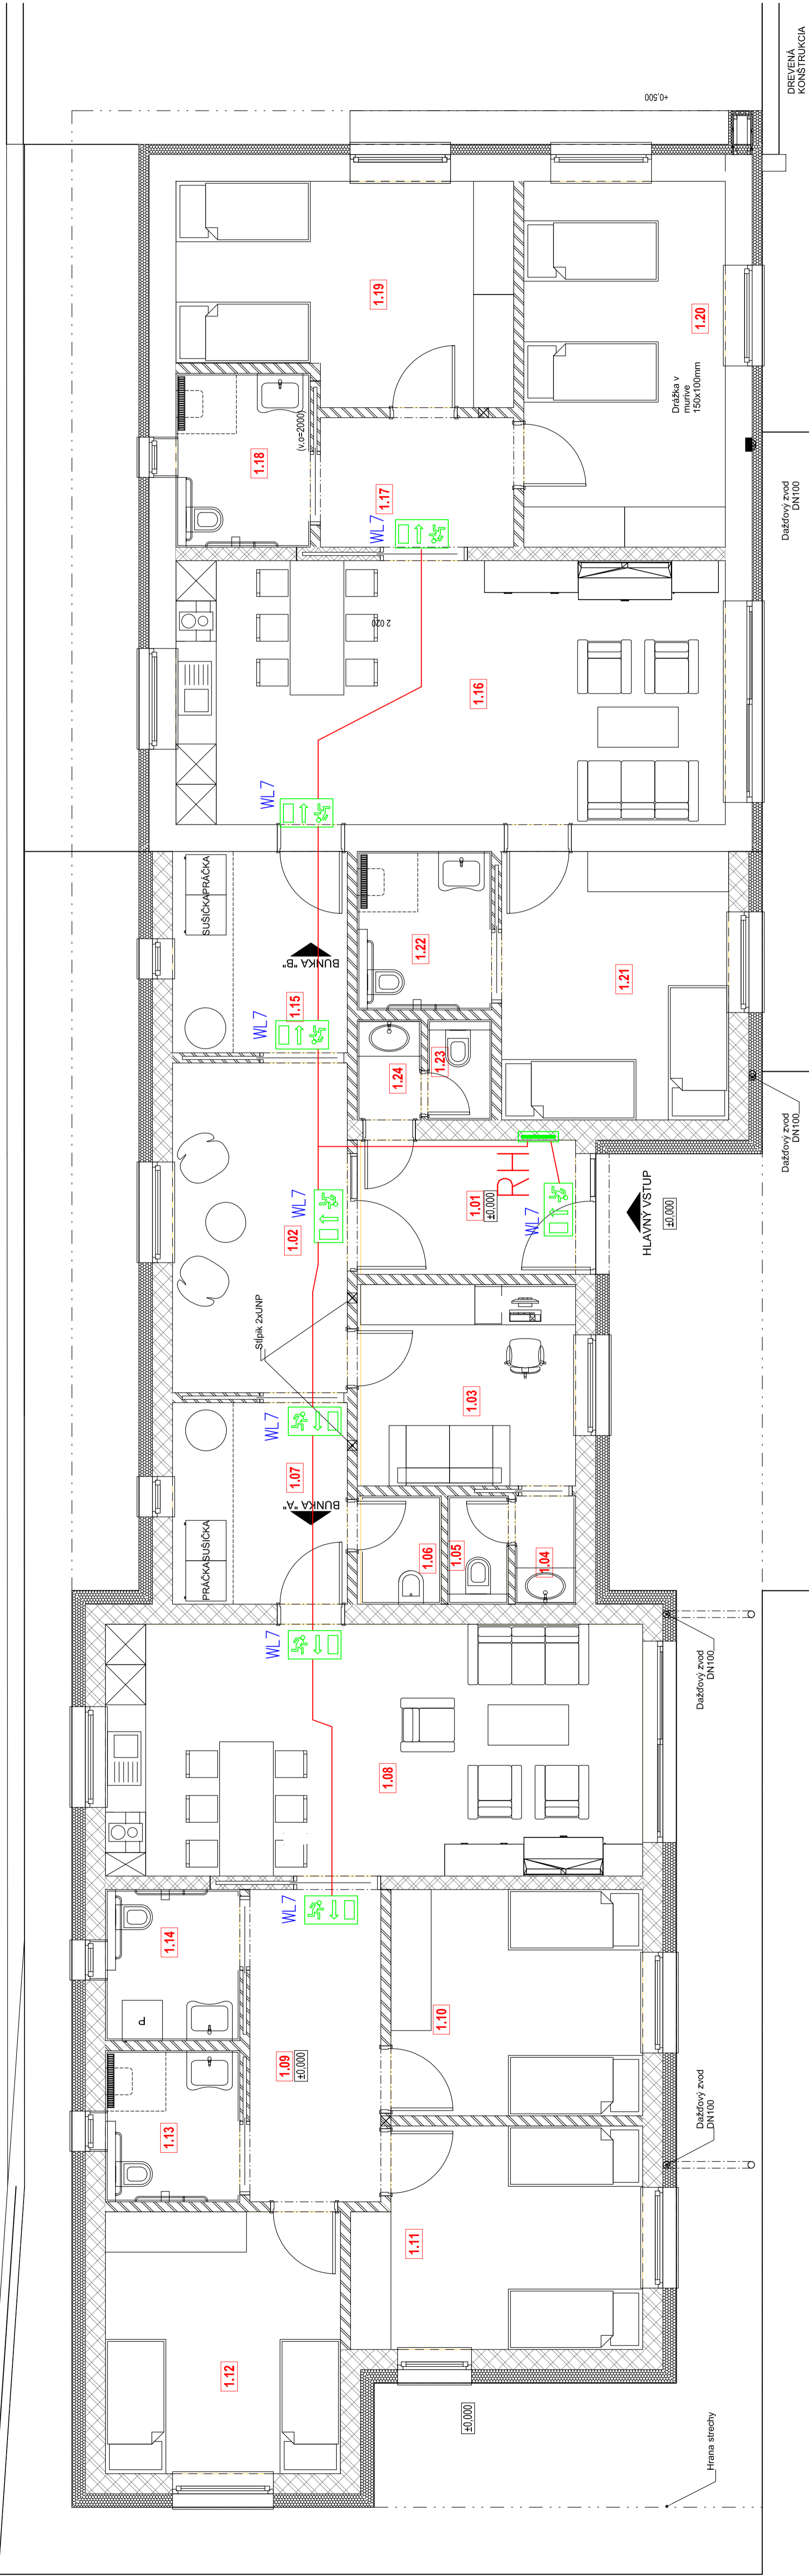 DREVENÁ
KONŠTRUKCIA
+0,500
1.19
1.20
Drážka v
murive
150x100mm
1.18
(v.o=2000)
1.17
WL7
Dažďový zvod
DN100
2 020
1.16
WL7
SUŠIČKA
PRÁČKA
BUNKA "B"
1.15
WL7
1.22
1.21
1.23
1.24
Dažďový zvod
DN100
RH
1.01
±0,000
WL7
HLAVNÝ VSTUP
±0,000
WL7
1.02
Stĺpik 2xUNP
1.03
WL7
1.07
BUNKA "A"
PRÁČKA
SUŠIČKA
1.06
1.05
1.04
WL7
Dažďový zvod
DN100
1.08
WL7
1.14
P
1.10
1.09
±0,000
1.13
Dažďový zvod
DN100
1.11
1.12
±0,000
Hrana strechy